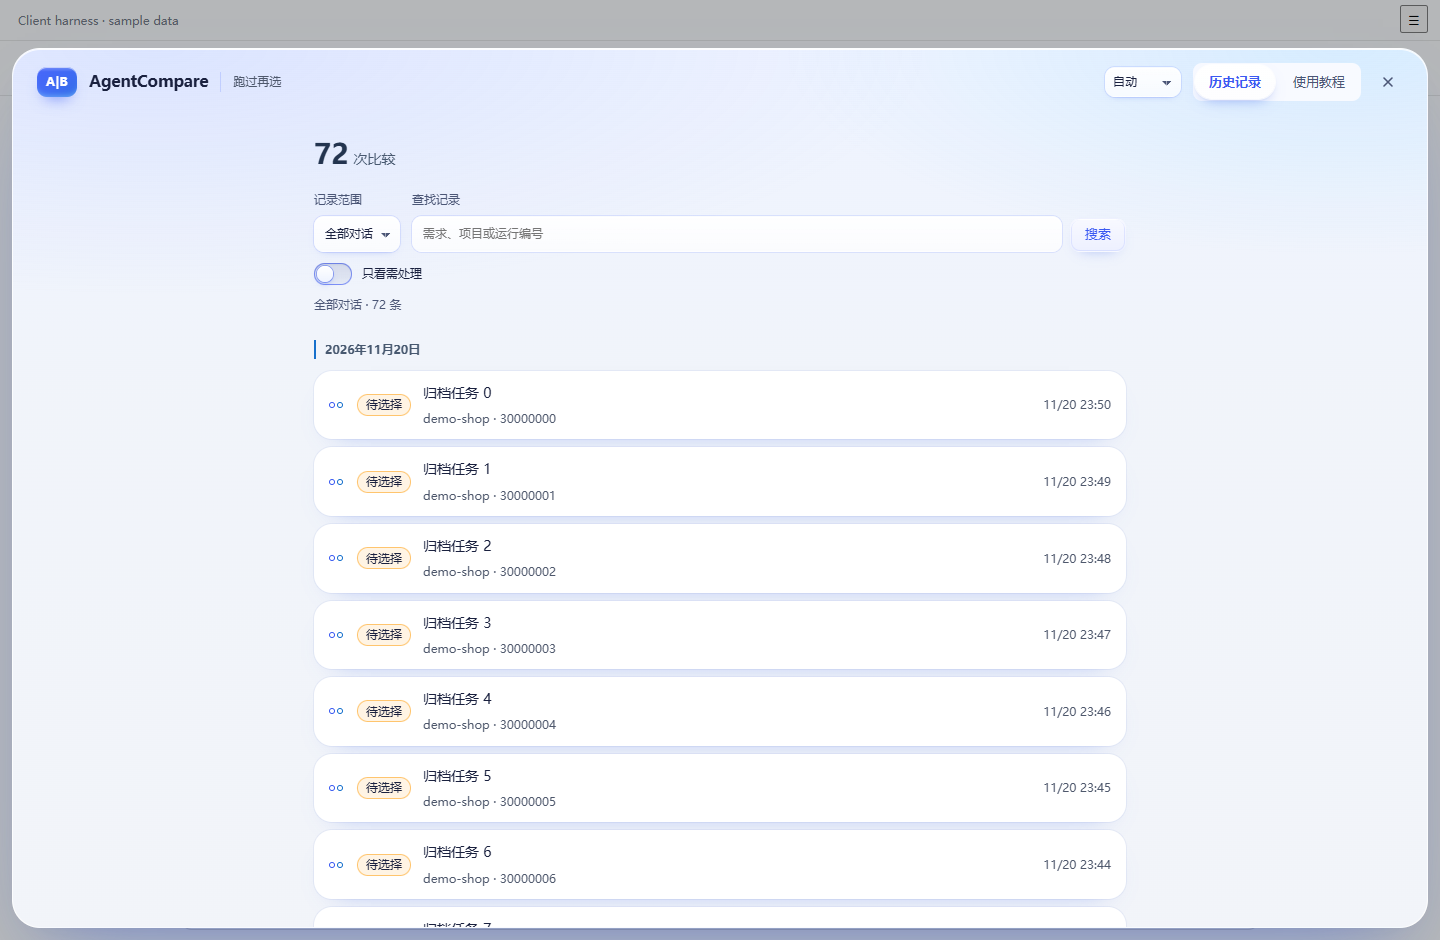 Client harness · sample data
A|B AgentCompare 跑过再选 自动 历史记录 使用教程
72 次比较
记录范围 查找记录
全部对话 需求、项目或运行编号 搜索
只看需处理
全部对话 · 72 条
2026年11月20日
待选择 归档任务 0 11/20 23:50
demo-shop · 30000000
待选择 归档任务 1 11/20 23:49
demo-shop · 30000001
待选择 归档任务 2 11/20 23:48
demo-shop · 30000002
待选择 归档任务 3 11/20 23:47
demo-shop · 30000003
待选择 归档任务 4 11/20 23:46
demo-shop · 30000004
待选择 归档任务 5 11/20 23:45
demo-shop · 30000005
待选择 归档任务 6 11/20 23:44
demo-shop · 30000006